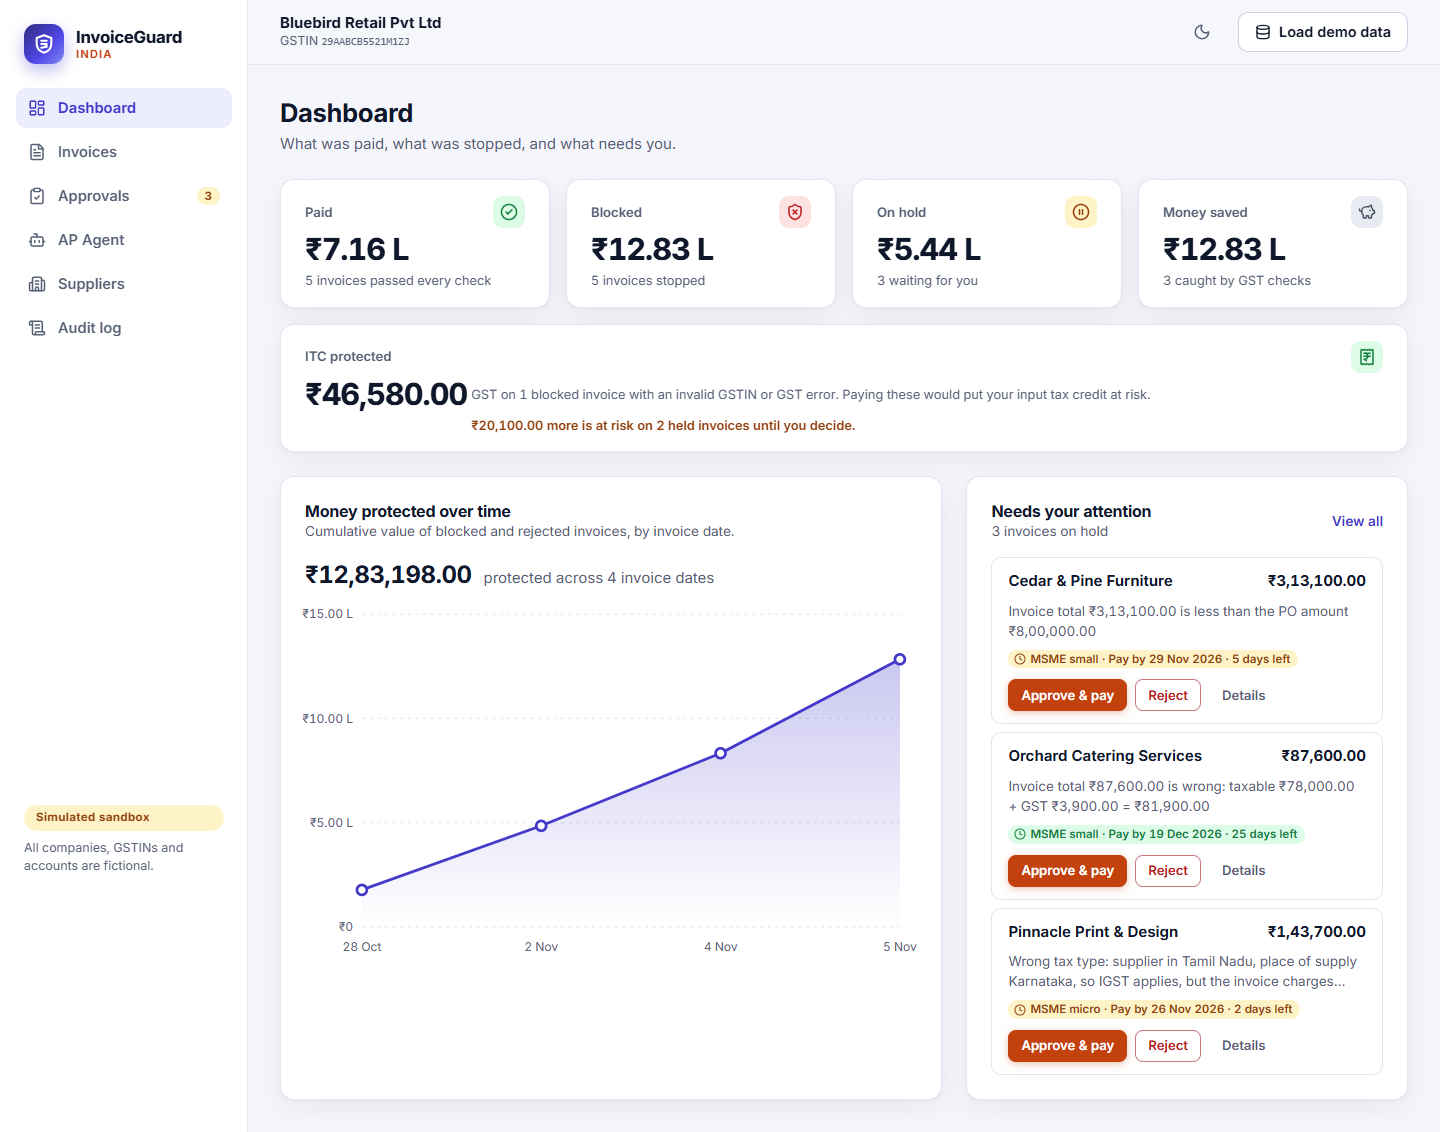 InvoiceGuard
INDIA
Dashboard
Invoices
Approvals 3
AP Agent
Suppliers
Audit log
Simulated sandbox
All companies, GSTINs and
accounts are fictional.
Bluebird Retail Pvt Ltd
GSTIN 29AABCB5521M1ZJ
Load demo data
Dashboard
What was paid, what was stopped, and what needs you.
Paid
₹7.16 L
5 invoices passed every check
Blocked
₹12.83 L
5 invoices stopped
On hold
₹5.44 L
3 waiting for you
Money saved
₹12.83 L
3 caught by GST checks
ITC protected
₹46,580.00 GST on 1 blocked invoice with an invalid GSTIN or GST error. Paying these would put your input tax credit at risk.
₹20,100.00 more is at risk on 2 held invoices until you decide.
Money protected over time
Cumulative value of blocked and rejected invoices, by invoice date.
₹12,83,198.00 protected across 4 invoice dates
₹15.00 L
₹10.00 L
₹5.00 L
₹0
28 Oct 2 Nov 4 Nov 5 Nov
Needs your attention
3 invoices on hold
View all
Cedar & Pine Furniture ₹3,13,100.00
Invoice total ₹3,13,100.00 is less than the PO amount
₹8,00,000.00
MSME small · Pay by 29 Nov 2026 · 5 days left
Approve & pay Reject Details
Orchard Catering Services ₹87,600.00
Invoice total ₹87,600.00 is wrong: taxable ₹78,000.00
+ GST ₹3,900.00 = ₹81,900.00
MSME small · Pay by 19 Dec 2026 · 25 days left
Approve & pay Reject Details
Pinnacle Print & Design ₹1,43,700.00
Wrong tax type: supplier in Tamil Nadu, place of supply
Karnataka, so IGST applies, but the invoice charges...
MSME micro · Pay by 26 Nov 2026 · 2 days left
Approve & pay Reject Details